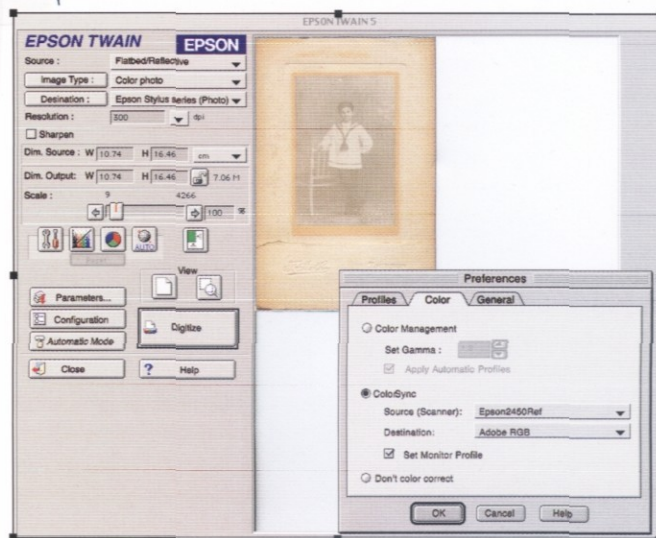 EPSON TWAIN 5
EPSON TWAIN EPSON
Source : Flatbed/Reflective
Image Type : Color photo
Desination : Epson Stylus series (Photo)
Resolution : 300 dpi
Sharpen
Dim. Source : W 10.74 H 16.46 cm
Dim. Output: W 10.74 H 16.46 7.06 M
Scale : 9 4266
100 %
AUTO
Reset
View
Parameters...
Configuration
Digitize
Automatic Mode
Close
? Help
Preferences
Profiles Color General
Color Management
Set Gamma :
Apply Automatic Profiles
ColorSync
Source (Scanner): Epson2450Ref
Destination: Adobe RGB
Set Monitor Profile
Don't color correct
OK Cancel Help